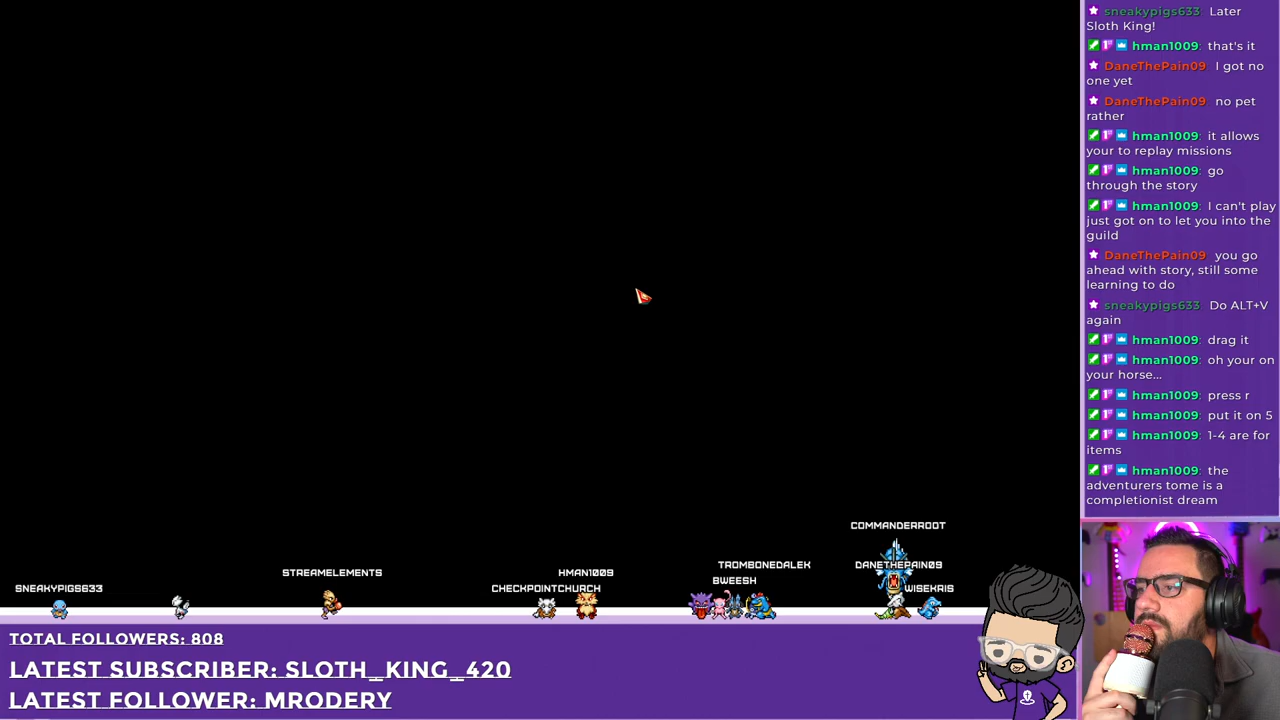 sneakypigs633 Later
Sloth King!
hman1009: that's it
DaneThePain09 I got no
one yet
DaneThePain09 no pet
rather
hman1009: it allows
your to replay missions
hman1009: go
through the story
hman1009: I can't play
just got on to let you into the
guild
DaneThePain09 you go
ahead with story, still some
learning to do
sneakypigs633 Do ALT+V
again
hman1009: drag it
hman1009: oh your on
your horse...
hman1009: press r
hman1009: put it on 5
hman1009: 1-4 are for
items
hman1009: the
adventurers tome is a
completionist dream
COMMANDERROOT
SNEAKYPIGS633
STREAMELEMENTS
CHECKPOINTCHURCH
HMAN1009
TROMBONEDALEK
BWEESH
DANETHEPAIN09
WISEKRIS
TOTAL FOLLOWERS: 808
LATEST SUBSCRIBER: SLOTH_KING_420
LATEST FOLLOWER: MRODERY